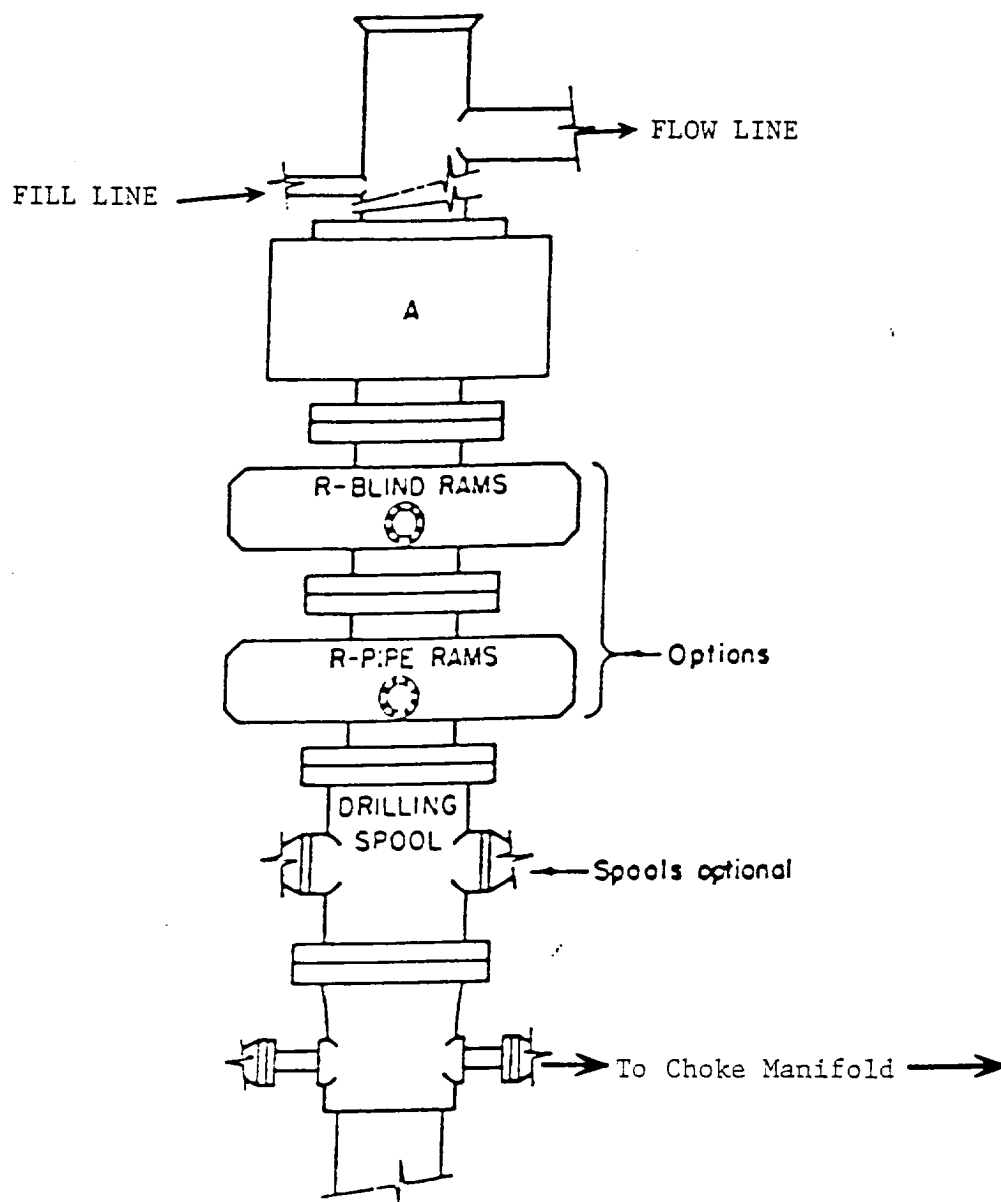 FLOW LINE
FILL LINE
A
R-BLIND RAMS
R-PIPE RAMS
Options
DRILLING
SPOOL
Spools optional
To Choke Manifold